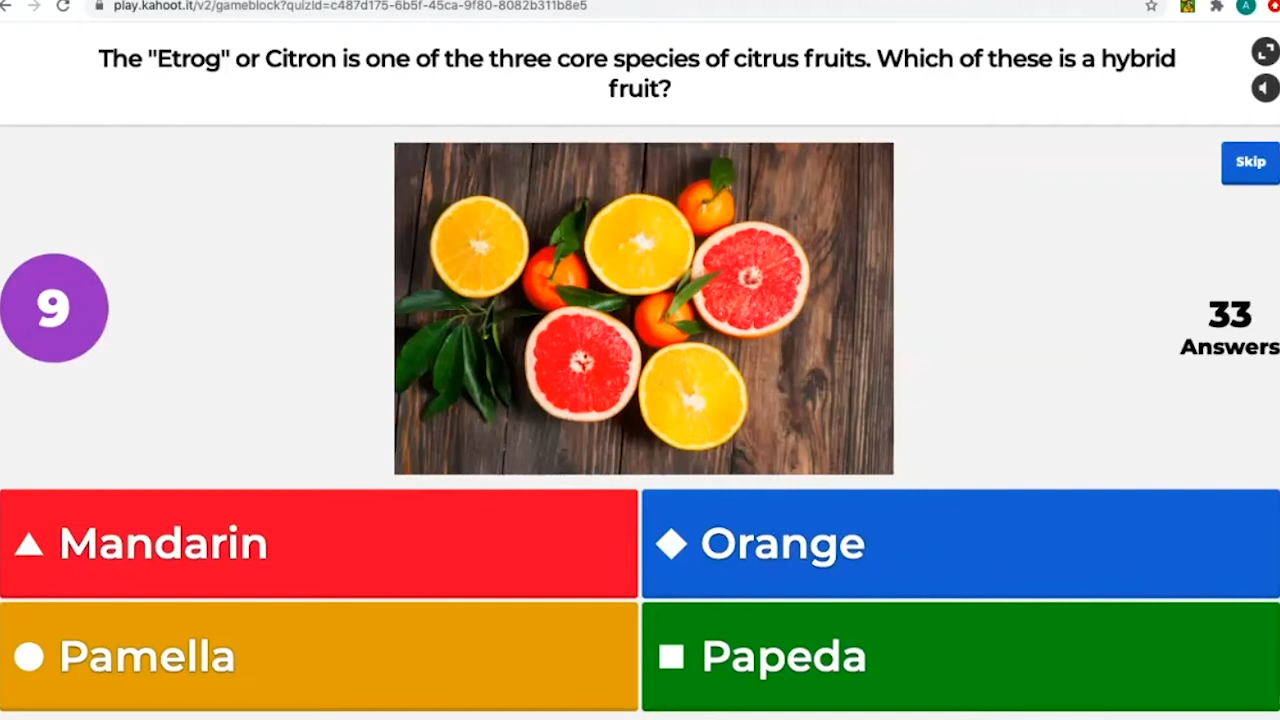 play.kahoot.it/v2/gameblock?quizId=c487d175-6b5f-45ca-9f80-8082b311b8e5
A
The "Etrog" or Citron is one of the three core species of citrus fruits. Which of these is a hybrid
fruit?
Skip
9
33
Answers
Mandarin
Orange
Pamella
Papeda